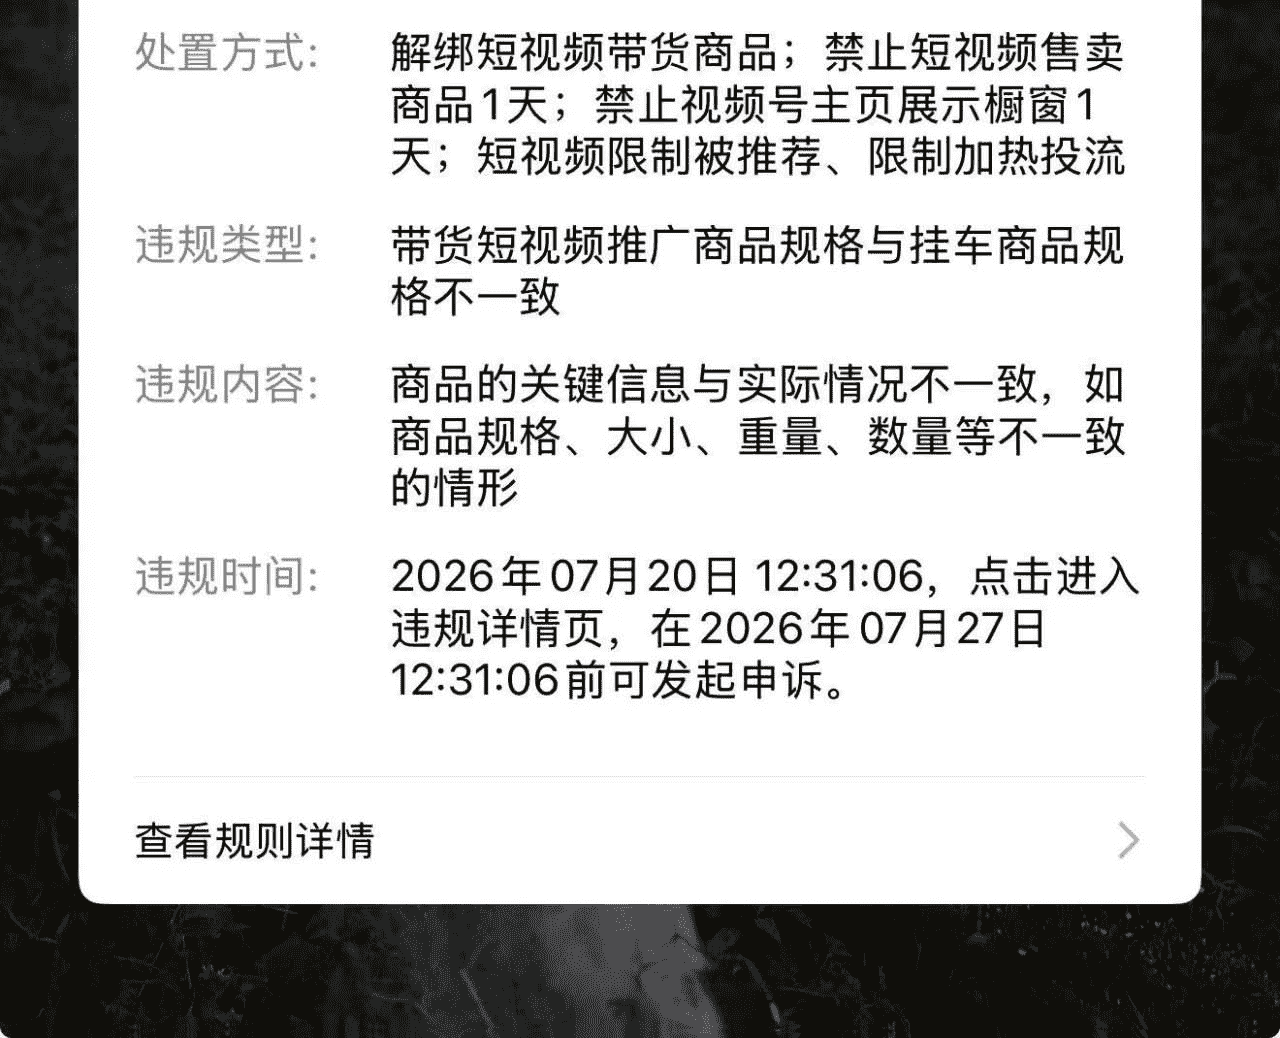 处置方式: 解绑短视频带货商品；禁止短视频售卖
商品1天；禁止视频号主页展示橱窗1
天；短视频限制被推荐、限制加热投流
违规类型: 带货短视频推广商品规格与挂车商品规
格不一致
违规内容: 商品的关键信息与实际情况不一致，如
商品规格、大小、重量、数量等不一致
的情形
违规时间: 2026年07月20日 12:31:06，点击进入
违规详情页，在2026年07月27日
12:31:06前可发起申诉。
查看规则详情